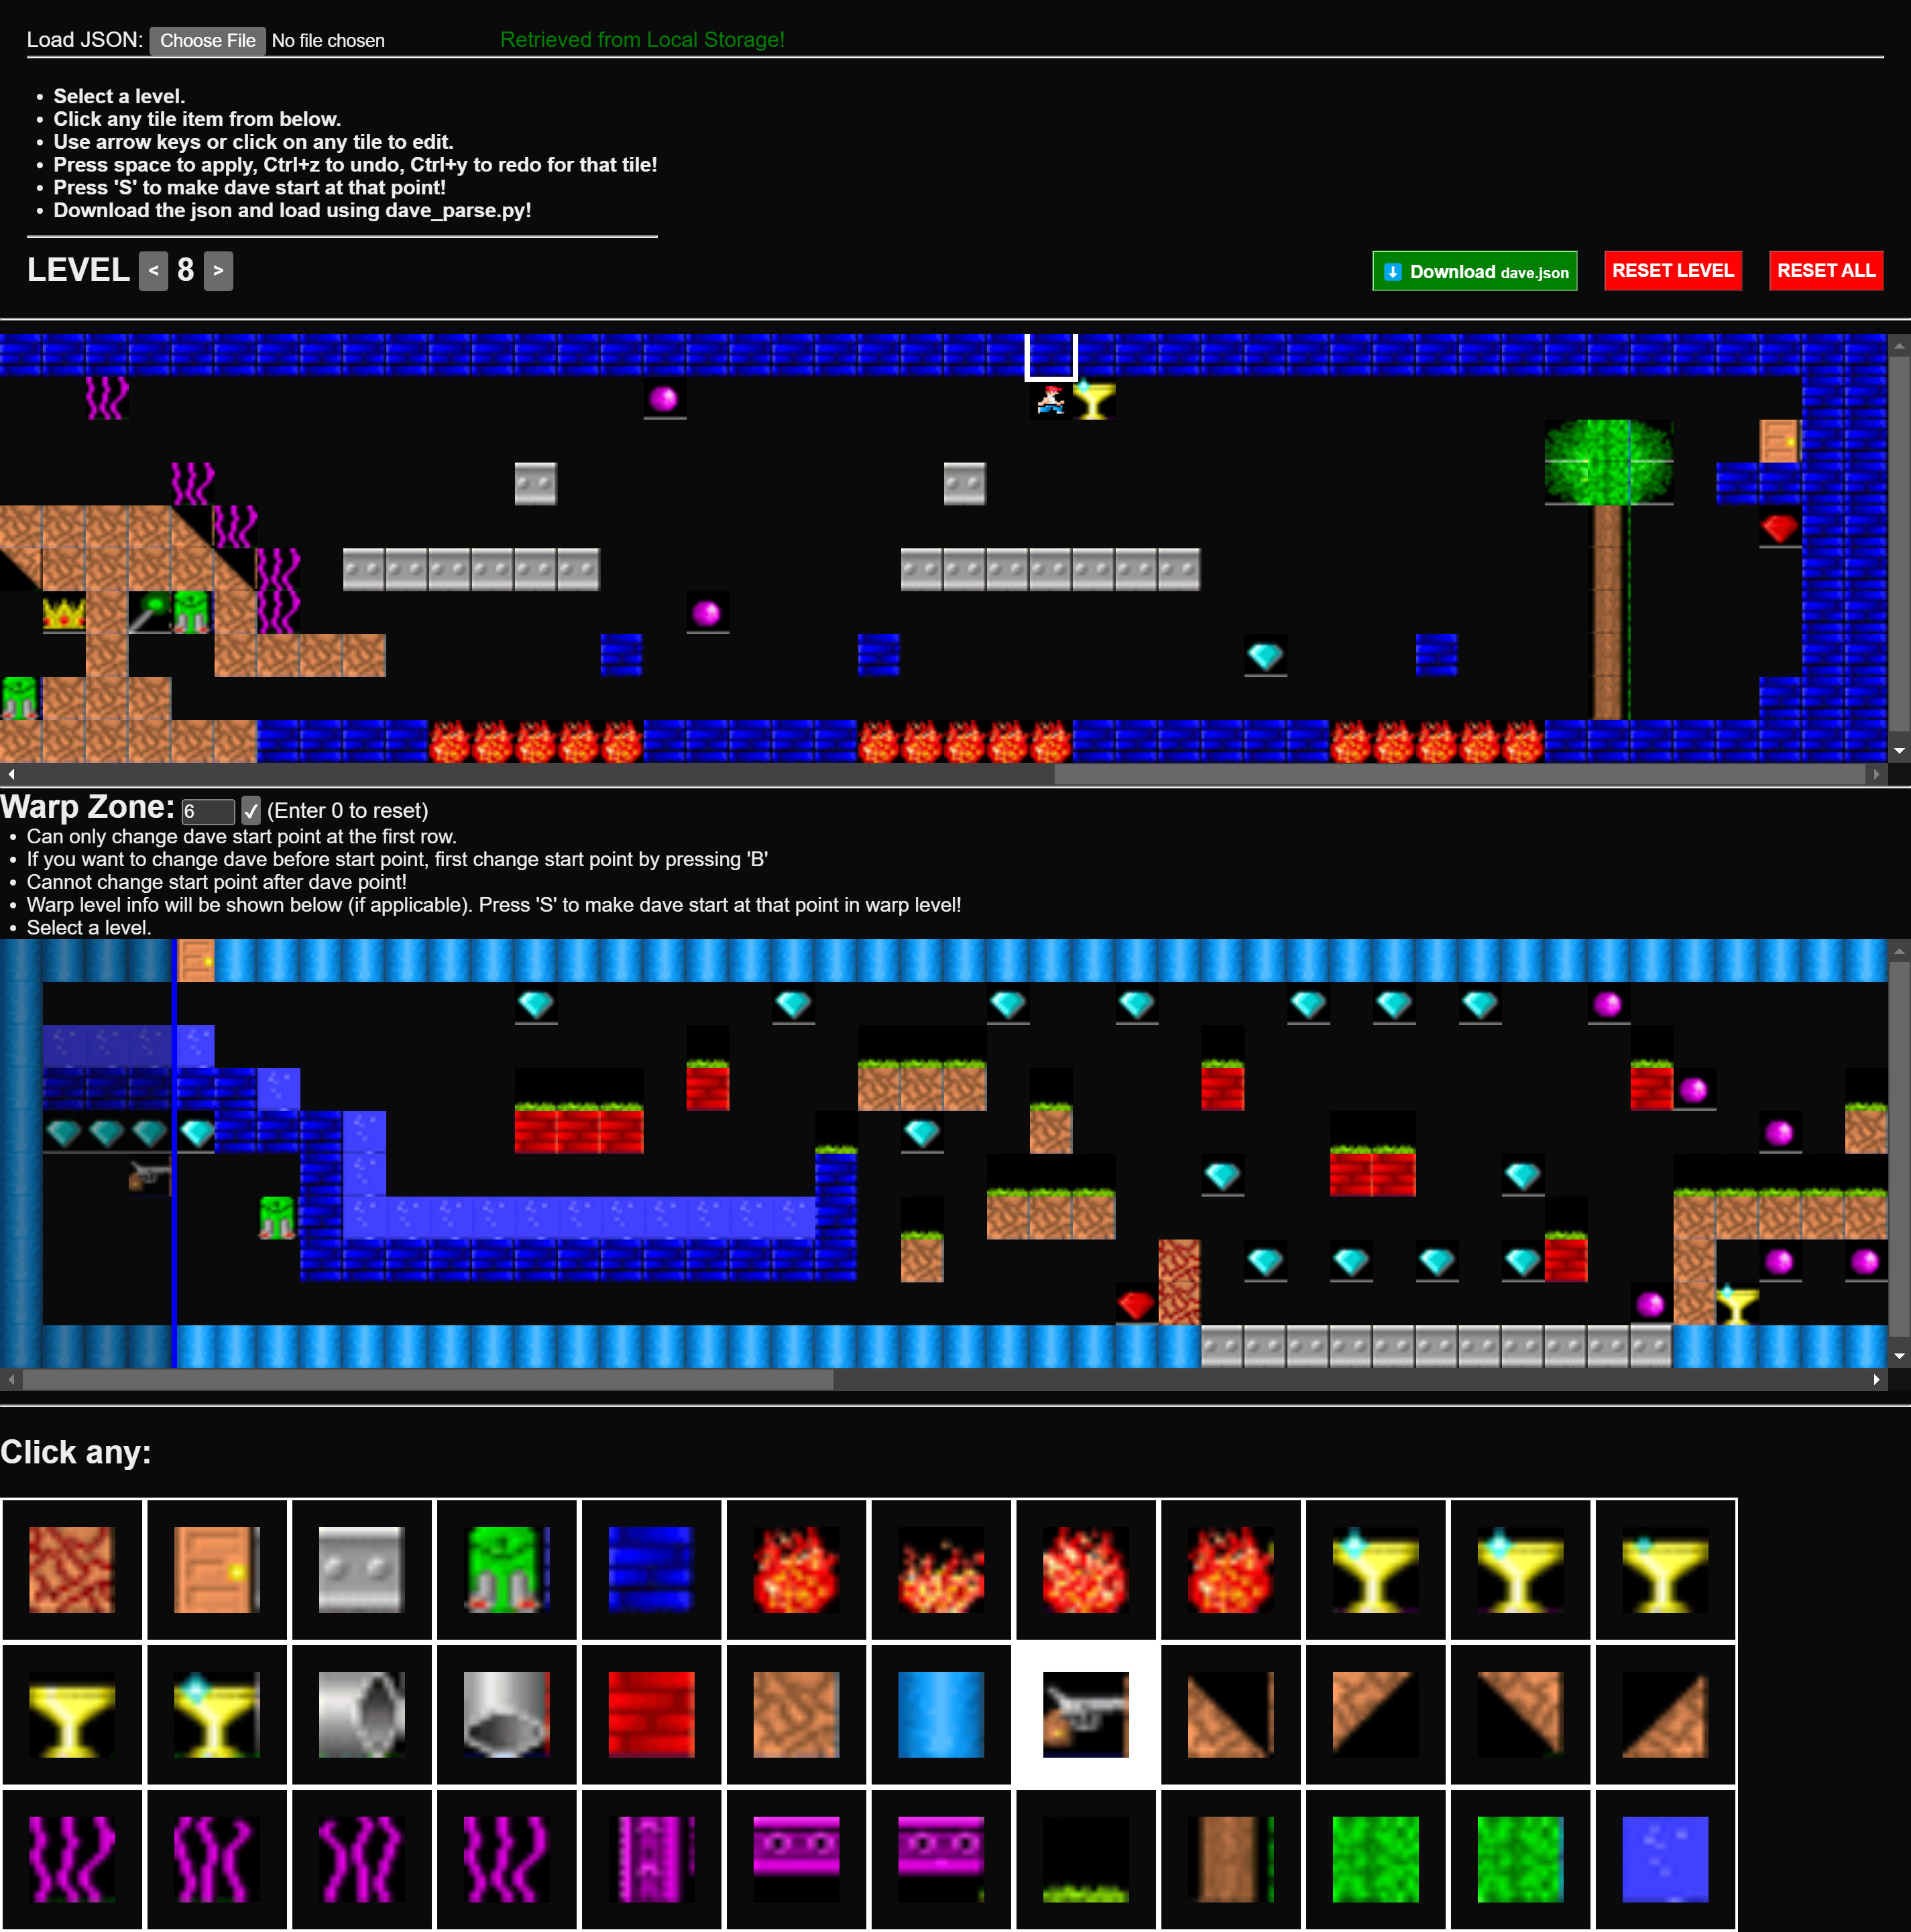 Load JSON: Choose File No file chosen Retrieved from Local Storage!
Select a level.
Click any tile item from below.
Use arrow keys or click on any tile to edit.
Press space to apply, Ctrl+z to undo, Ctrl+y to redo for that tile!
Press 'S' to make dave start at that point!
Download the json and load using dave_parse.py!
LEVEL < 8 > Download dave.json RESET LEVEL RESET ALL
Warp Zone: 6 ✓ (Enter 0 to reset)
Can only change dave start point at the first row.
If you want to change dave before start point, first change start point by pressing 'B'
Cannot change start point after dave point!
Warp level info will be shown below (if applicable). Press 'S' to make dave start at that point in warp level!
Select a level.
Click any: